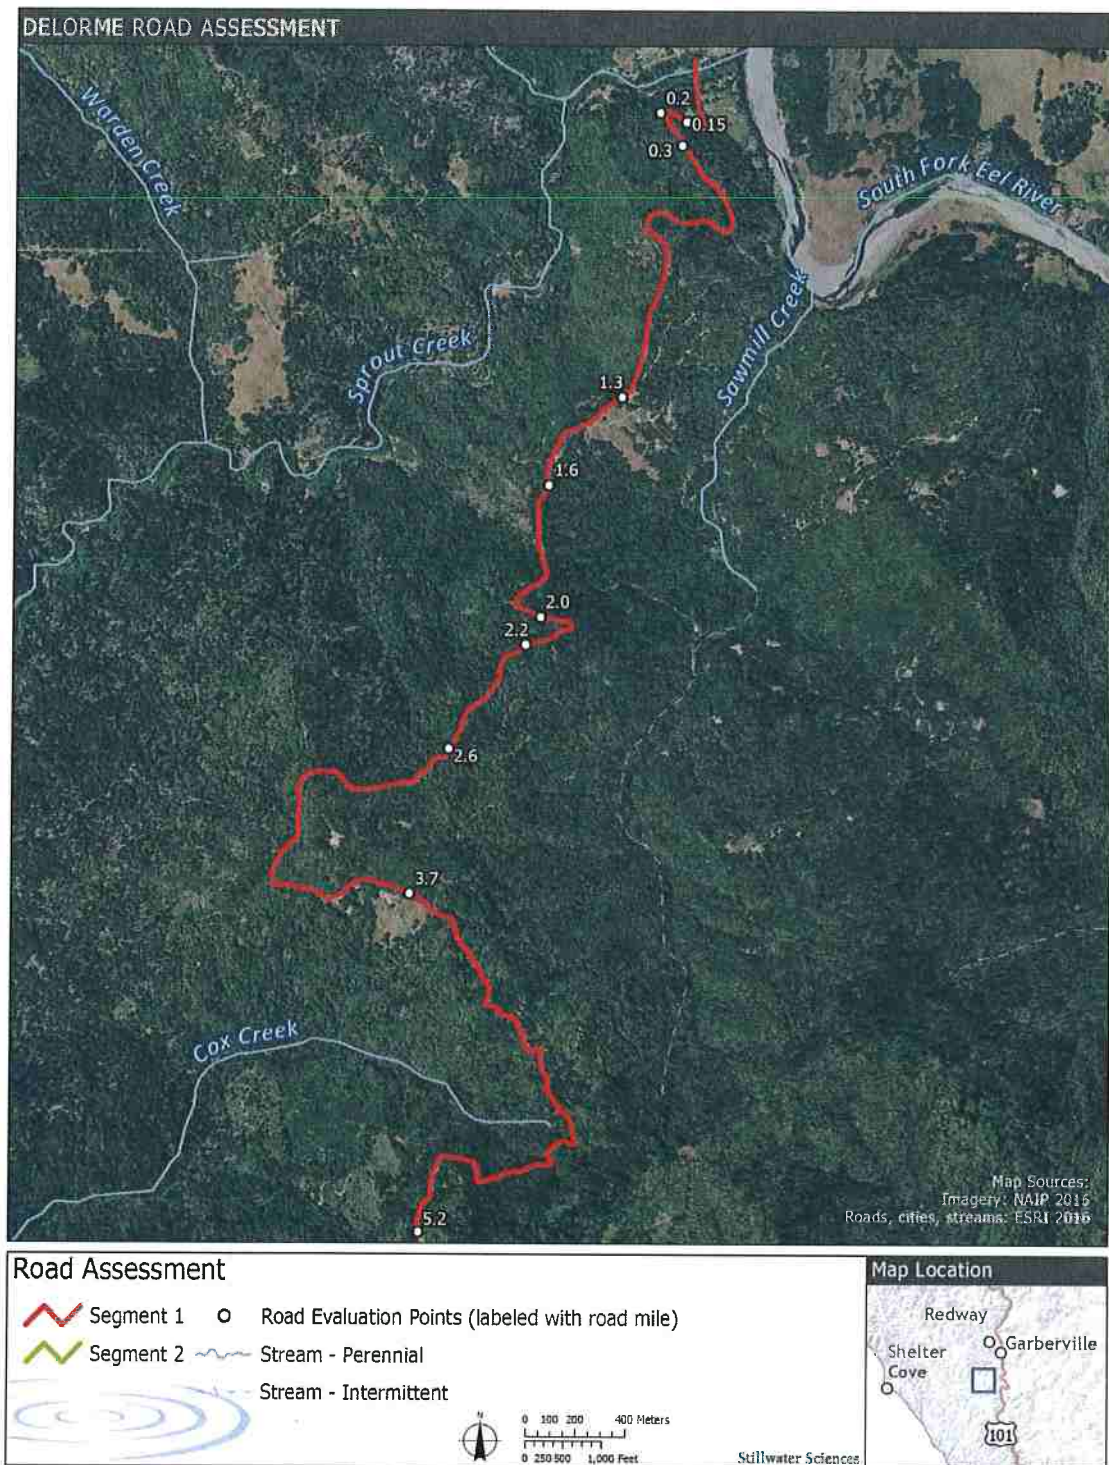 DELORME ROAD ASSESSMENT
Warden Creek
0.2
0.15
0.3
South Fork Eel River
Sawmill Creek
Sprout Creek
1.3
1.6
2.0
2.2
2.6
3.7
Cox Creek
5.2
Map Sources:
Imagery: NAIP 2016
Roads, cities, streams: ESRI 2016
Road Assessment
Segment 1
Road Evaluation Points (labeled with road mile)
Segment 2
Stream - Perennial
Stream - Intermittent
N
0 100 200 400 Meters
0 250 500 1,000 Feet
Stillwater Sciences
Map Location
Redway
Garberville
Shelter
Cove
101